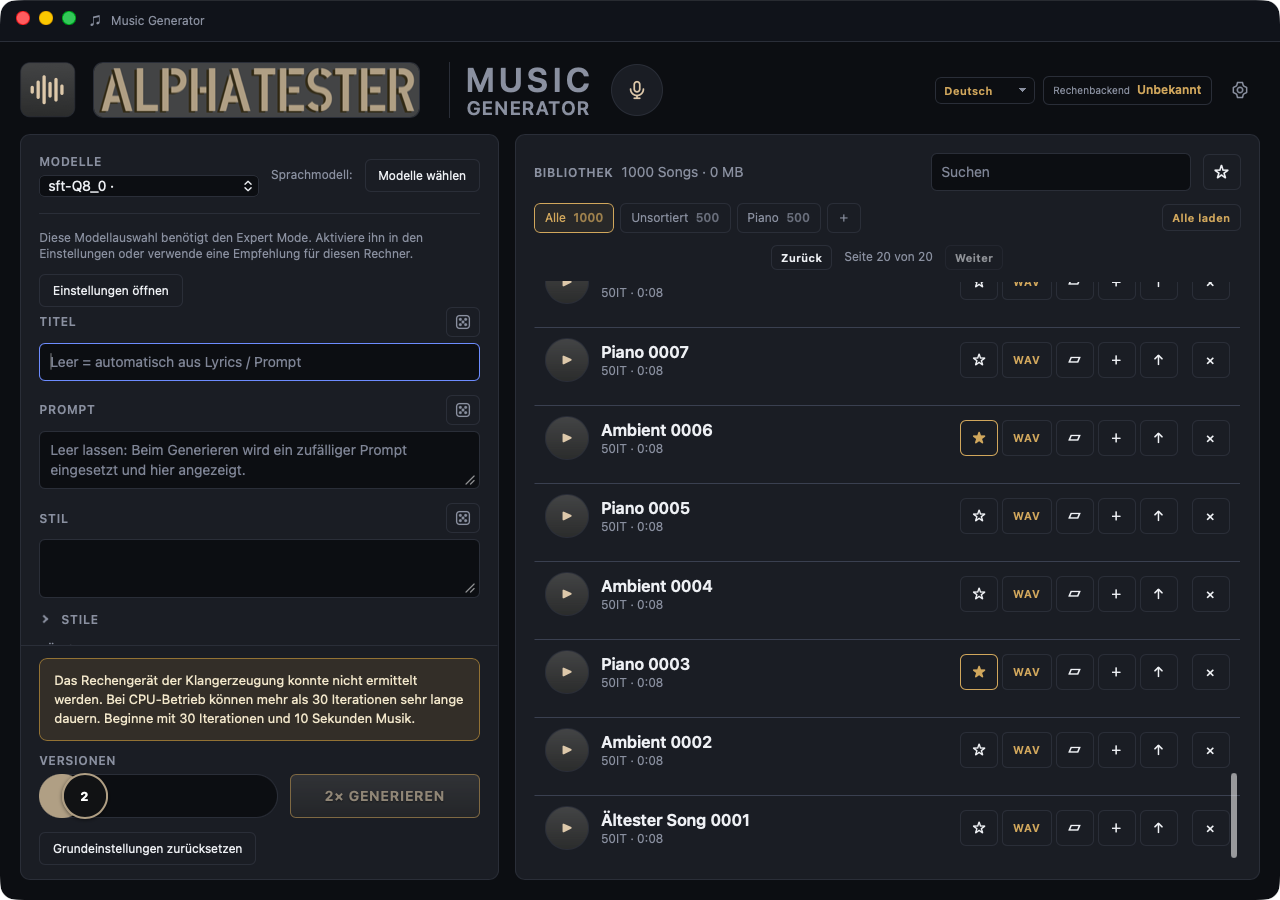 Music Generator
ALPHATESTER
MUSIC
GENERATOR
Deutsch
Rechenbackend Unbekannt
MODELLE
sft-Q8_0 ·
Sprachmodell:
Modelle wählen
Diese Modellauswahl benötigt den Expert Mode. Aktiviere ihn in den
Einstellungen oder verwende eine Empfehlung für diesen Rechner.
Einstellungen öffnen
TITEL
Leer = automatisch aus Lyrics / Prompt
PROMPT
Leer lassen: Beim Generieren wird ein zufälliger Prompt
eingesetzt und hier angezeigt.
STIL
STILE
Das Rechengerät der Klangerzeugung konnte nicht ermittelt
werden. Bei CPU-Betrieb können mehr als 30 Iterationen sehr lange
dauern. Beginne mit 30 Iterationen und 10 Sekunden Musik.
VERSIONEN
2
2× GENERIEREN
Grundeinstellungen zurücksetzen
BIBLIOTHEK 1000 Songs · 0 MB
Suchen
Alle 1000
Unsortiert 500
Piano 500
+
Alle laden
Zurück
Seite 20 von 20
Weiter
50IT · 0:08
WAV + ↑ ×
Piano 0007
50IT · 0:08
WAV + ↑ ×
Ambient 0006
50IT · 0:08
WAV + ↑ ×
Piano 0005
50IT · 0:08
WAV + ↑ ×
Ambient 0004
50IT · 0:08
WAV + ↑ ×
Piano 0003
50IT · 0:08
WAV + ↑ ×
Ambient 0002
50IT · 0:08
WAV + ↑ ×
Ältester Song 0001
50IT · 0:08
WAV + ↑ ×